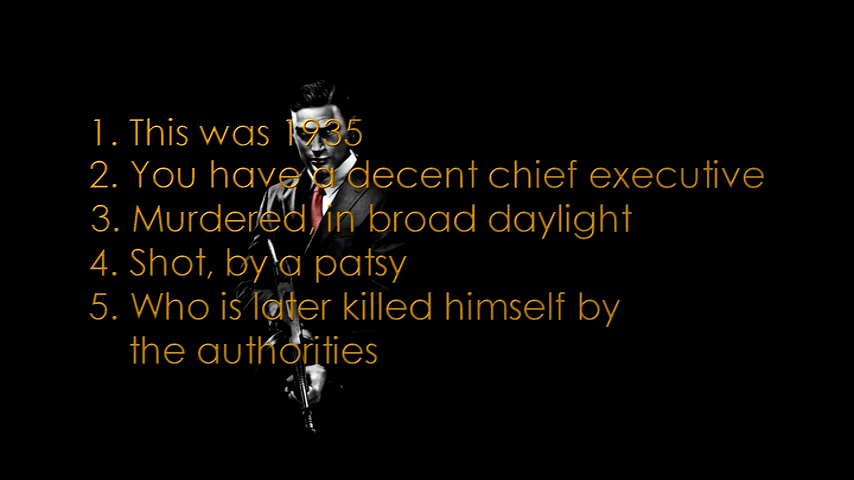 1. This was 1935
2. You have a decent chief executive
3. Murdered, in broad daylight
4. Shot, by a patsy
5. Who is later killed himself by
the authorities